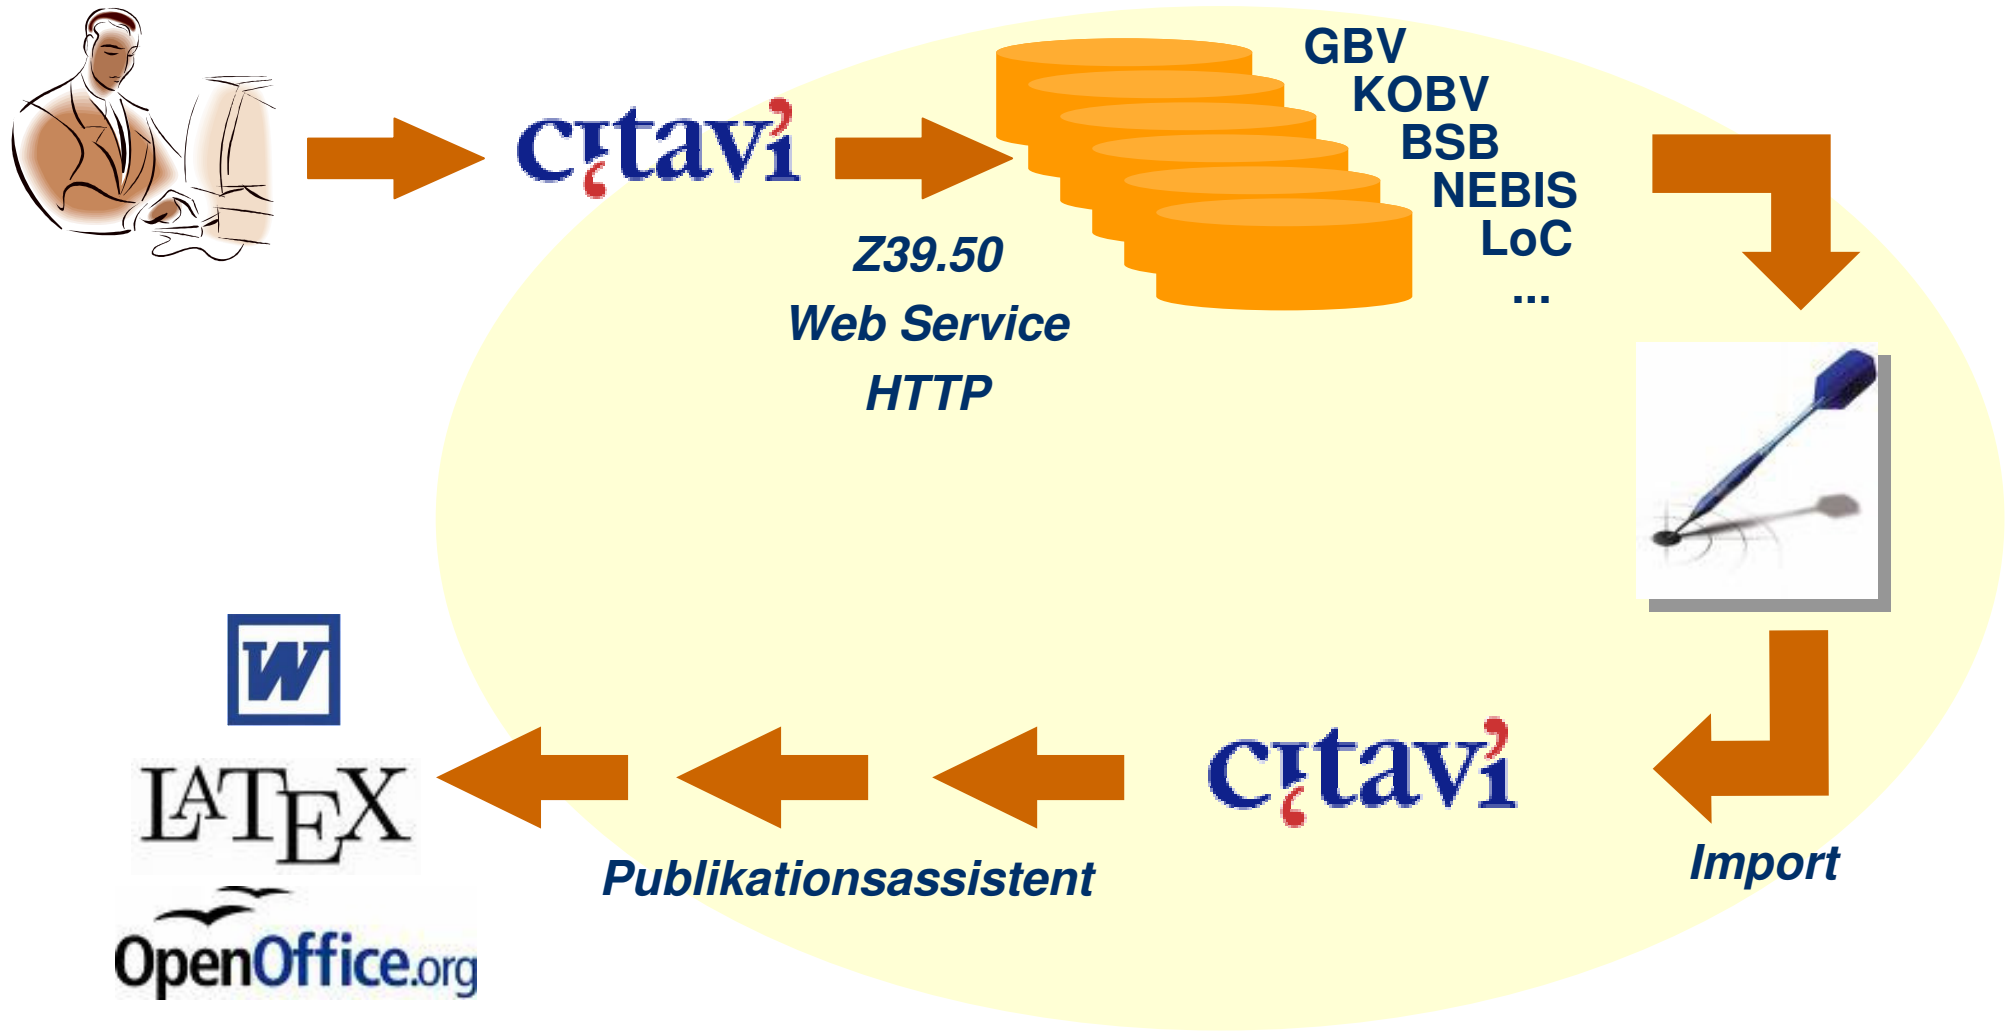 citavi
GBV
KOBV
BSB
NEBIS
LoC
...
Z39.50
Web Service
HTTP
W
LATEX
OpenOffice.org
citavi
Publikationsassistent
Import